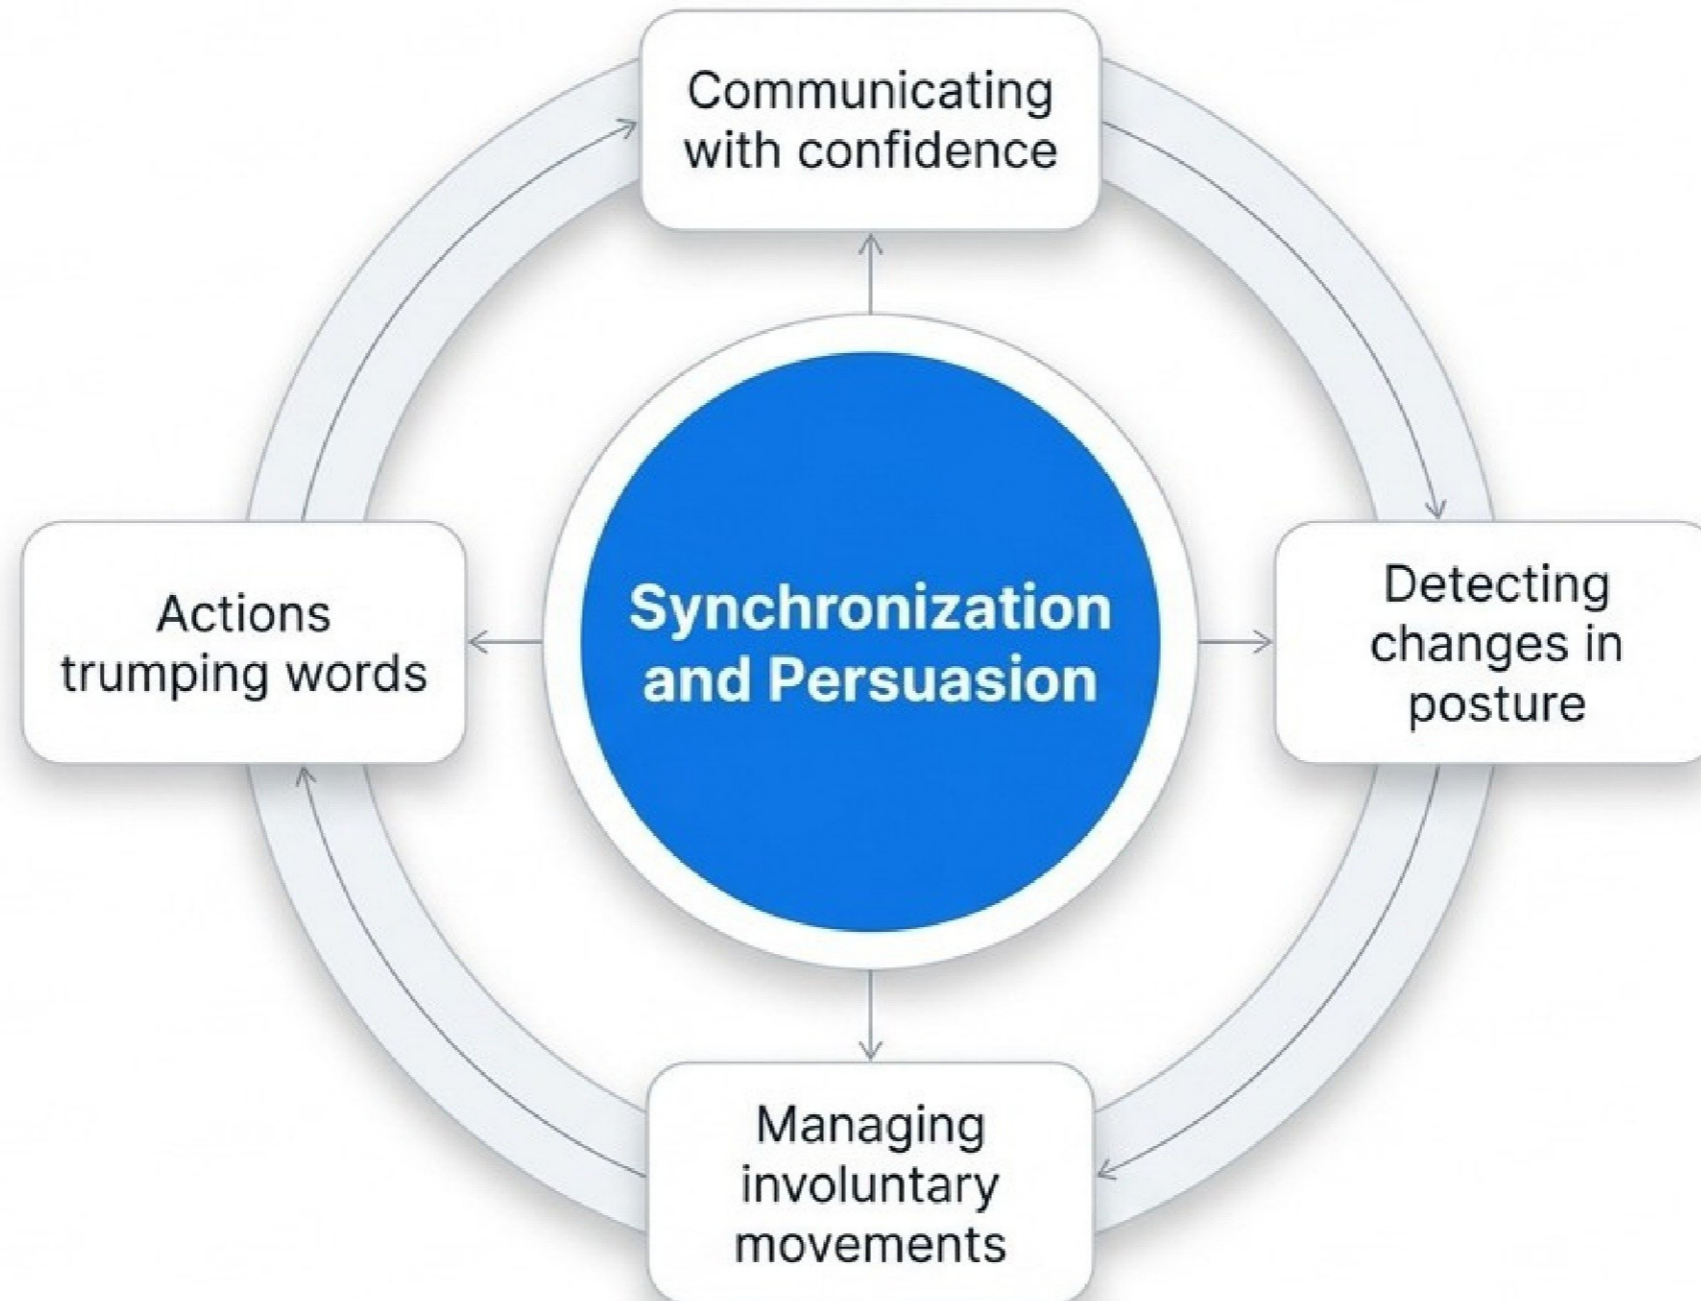 Communicating
with confidence
Actions
trumping words
Synchronization
and Persuasion
Detecting
changes in
posture
Managing
involuntary
movements